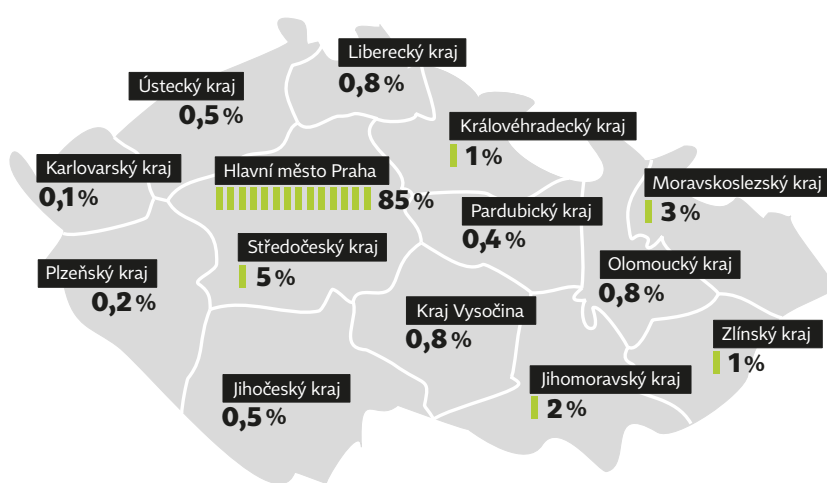 Liberecký kraj
0,8 %
Ústecký kraj
0,5 %
Královéhradecký kraj
1 %
Karlovarský kraj
0,1 %
Hlavní město Praha
85 %
Moravskoslezský kraj
3 %
Pardubický kraj
0,4 %
Středočeský kraj
5 %
Plzeňský kraj
0,2 %
Olomoucký kraj
0,8 %
Kraj Vysočina
0,8 %
Zlínský kraj
1 %
Jihočeský kraj
0,5 %
Jihomoravský kraj
2 %